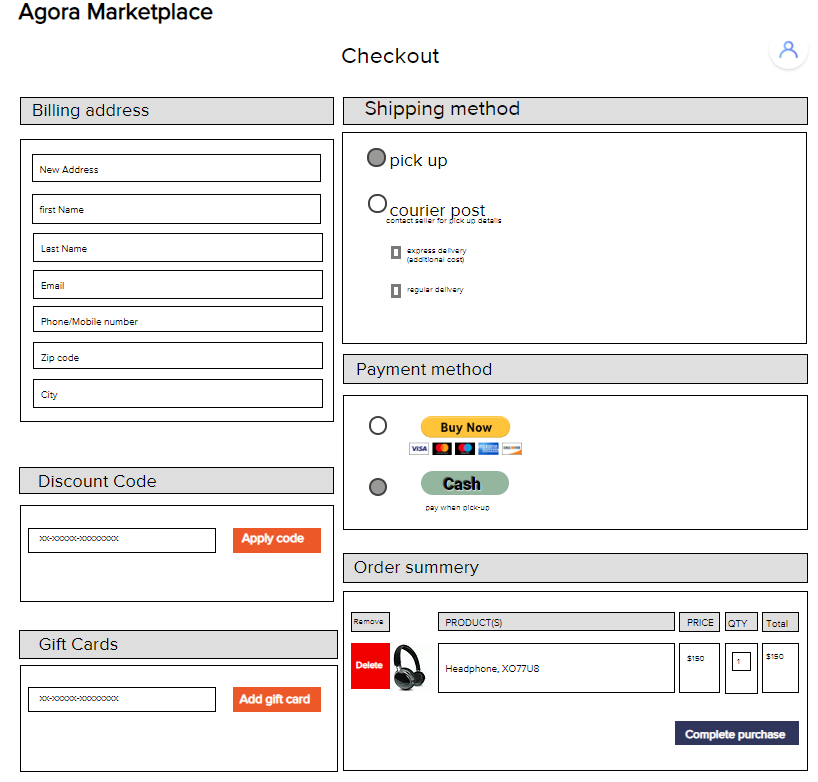 Agora Marketplace
Checkout
Billing address
New Address
first Name
Last Name
Email
Phone/Mobile number
Zip code
City
Discount Code
XX-XXXXX-XXXXXXXX
Apply code
Gift Cards
XX-XXXXX-XXXXXXXX
Add gift card
Shipping method
pick up
courier post
contact seller for pick up details
express delivery
(additional cost)
regular delivery
Payment method
Buy Now
VISA
Cash
pay when pick-up
Order summery
Remove PRODUCT(S) PRICE QTY Total
Delete Headphone, XO77U8 $150 1 $150
Complete purchase